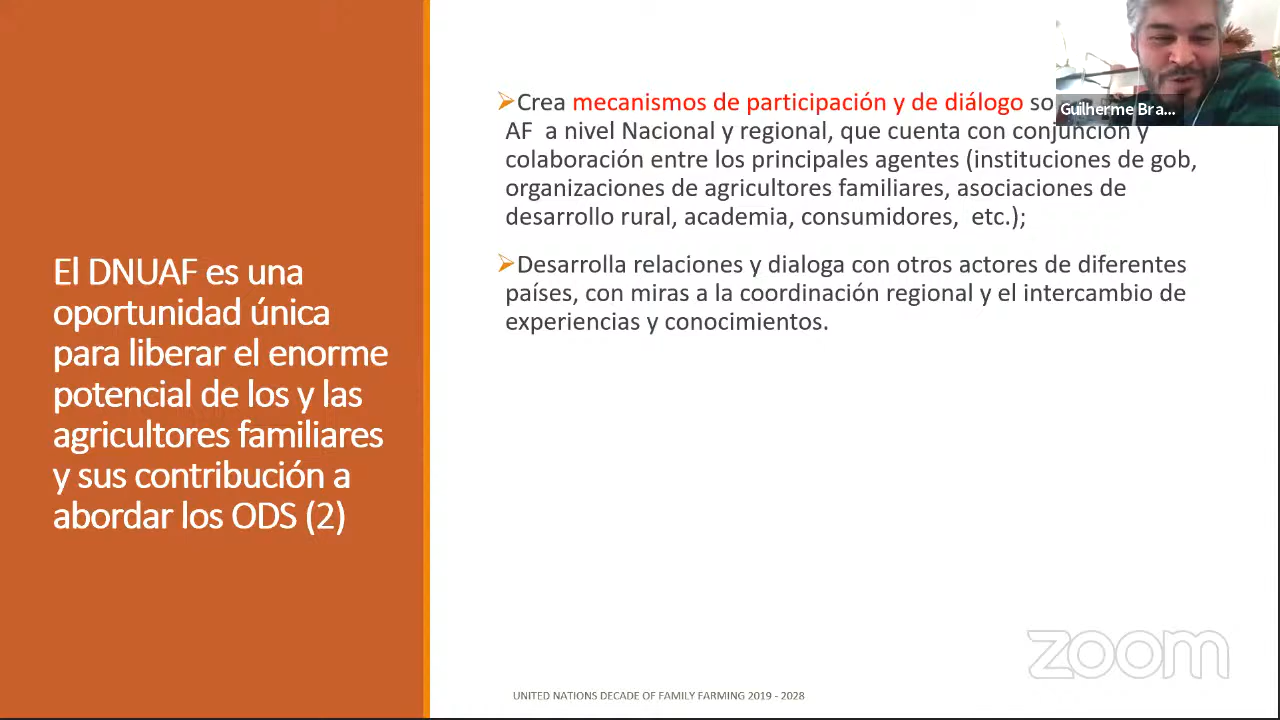 El DNUAF es una
oportunidad única
para liberar el enorme
potencial de los y las
agricultores familiares
y sus contribución a
abordar los ODS (2)
Crea mecanismos de participación y de diálogo so
AF a nivel Nacional y regional, que cuenta con conjunción y
colaboración entre los principales agentes (instituciones de gob,
organizaciones de agricultores familiares, asociaciones de
desarrollo rural, academia, consumidores, etc.);
Desarrolla relaciones y dialoga con otros actores de diferentes
países, con miras a la coordinación regional y el intercambio de
experiencias y conocimientos.
Guilherme Bra...
zoom
UNITED NATIONS DECADE OF FAMILY FARMING 2019 - 2028